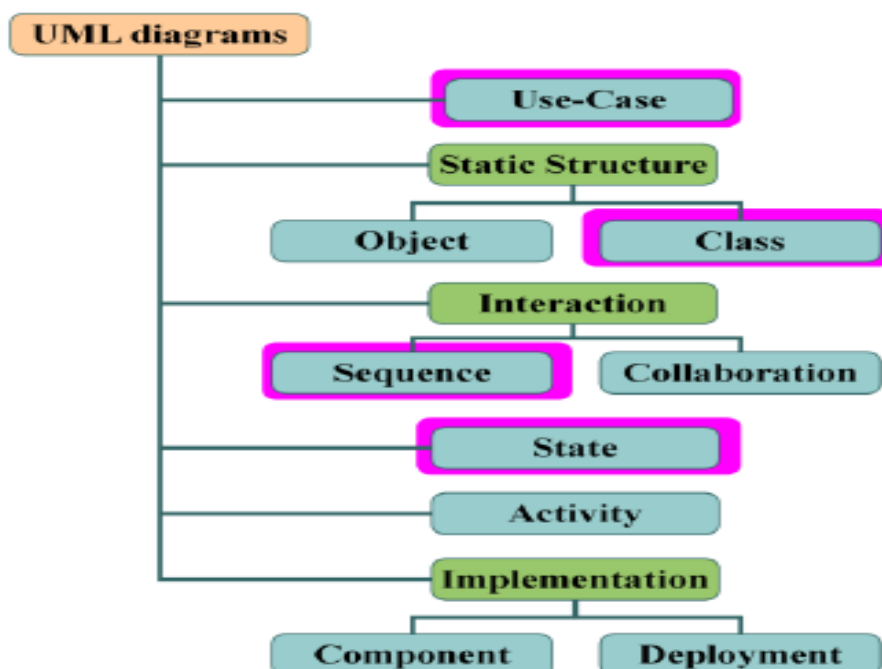 UML diagrams
Use-Case
Static Structure
Object
Class
Interaction
Sequence
Collaboration
State
Activity
Implementation
Component
Deployment